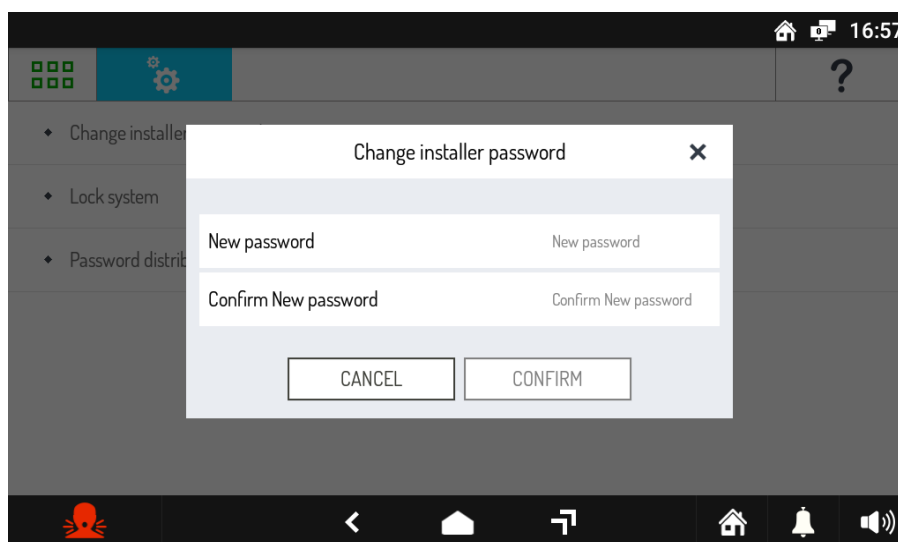 16:57
?
Change installer
Change installer password
Lock system
New password
New password
Password distrib
Confirm New password
Confirm New password
CANCEL
CONFIRM